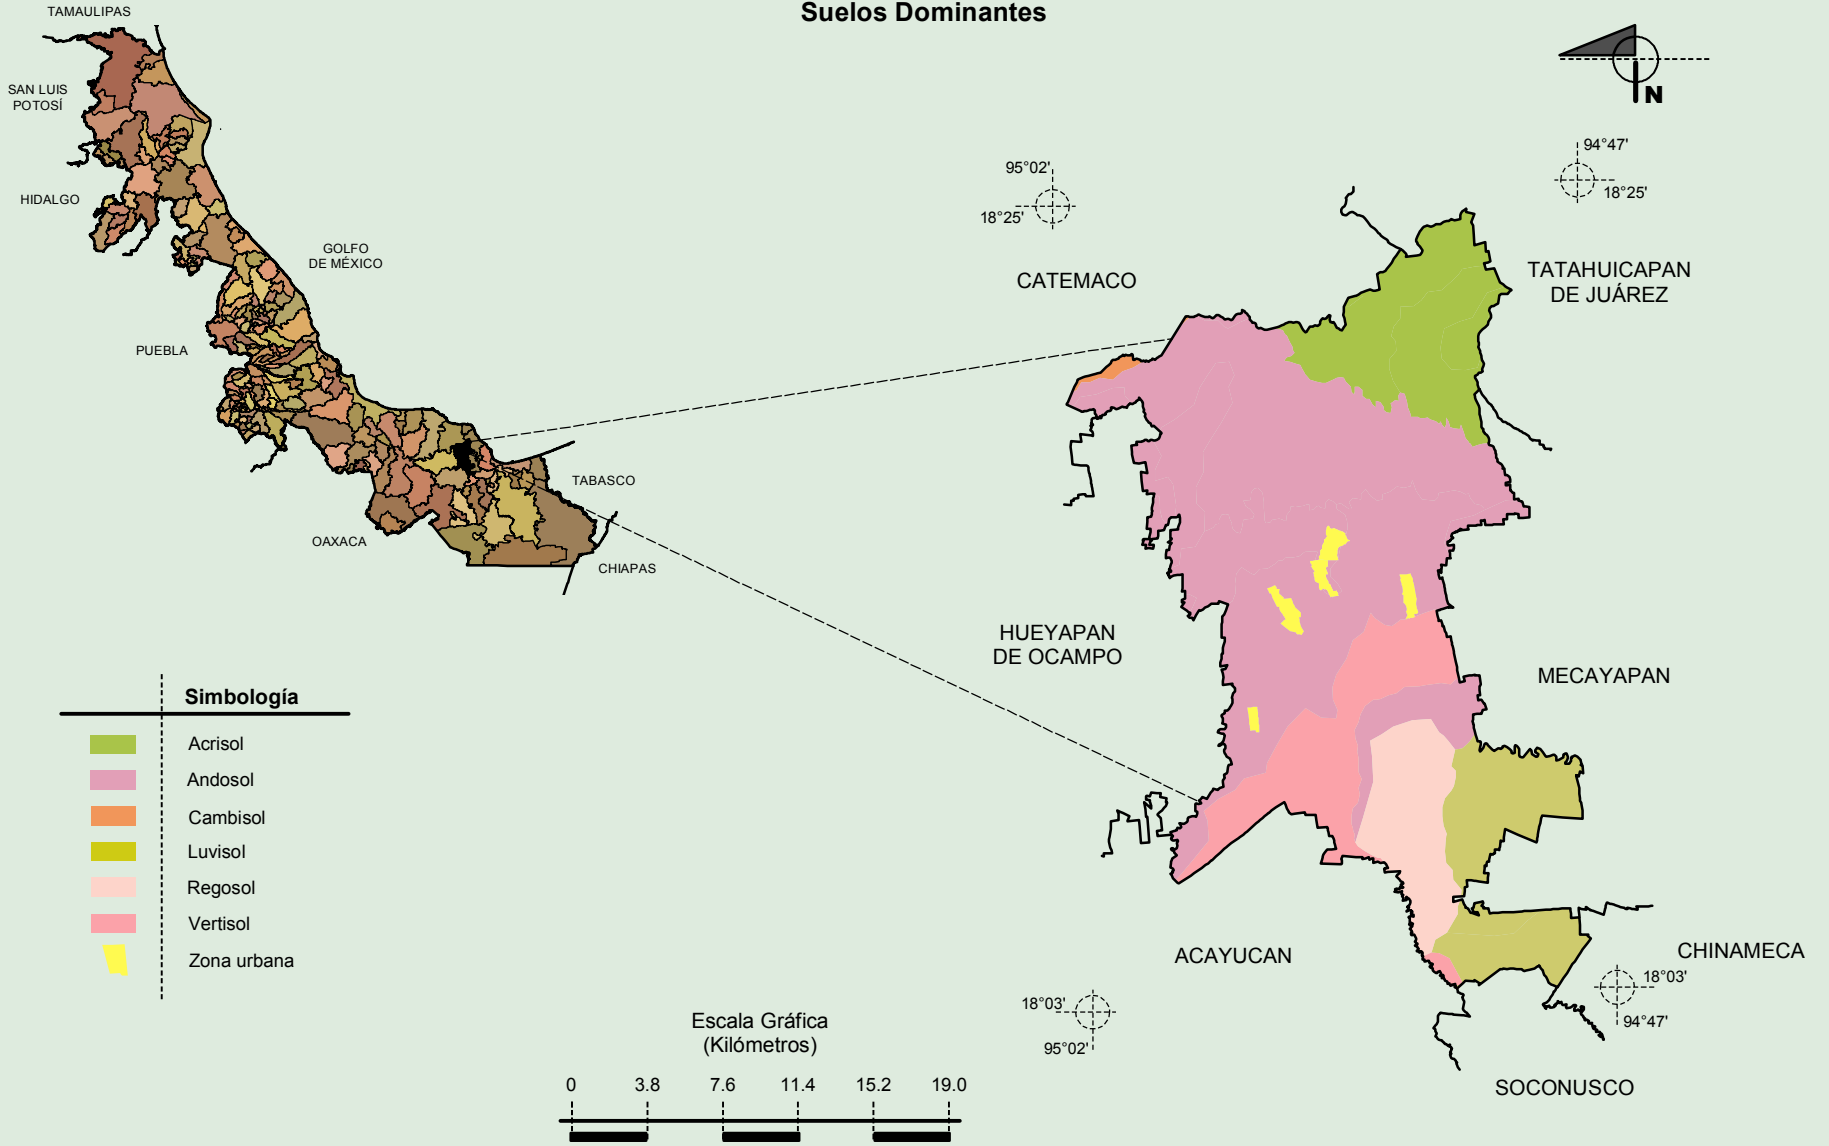 Suelos Dominantes
TAMAULIPAS
SAN LUIS
POTOSÍ
HIDALGO
GOLFO
DE MÉXICO
PUEBLA
TABASCO
OAXACA
CHIAPAS
N
95°02'
18°25'
94°47'
18°25'
CATEMACO
TATAHUICAPAN
DE JUÁREZ
HUEYAPAN
DE OCAMPO
MECAYAPAN
ACAYUCAN
CHINAMECA
SOCONUSCO
18°03'
95°02'
18°03'
94°47'
Simbología
Acrisol
Andosol
Cambisol
Luvisol
Regosol
Vertisol
Zona urbana
Escala Gráfica
(Kilómetros)
0 3.8 7.6 11.4 15.2 19.0